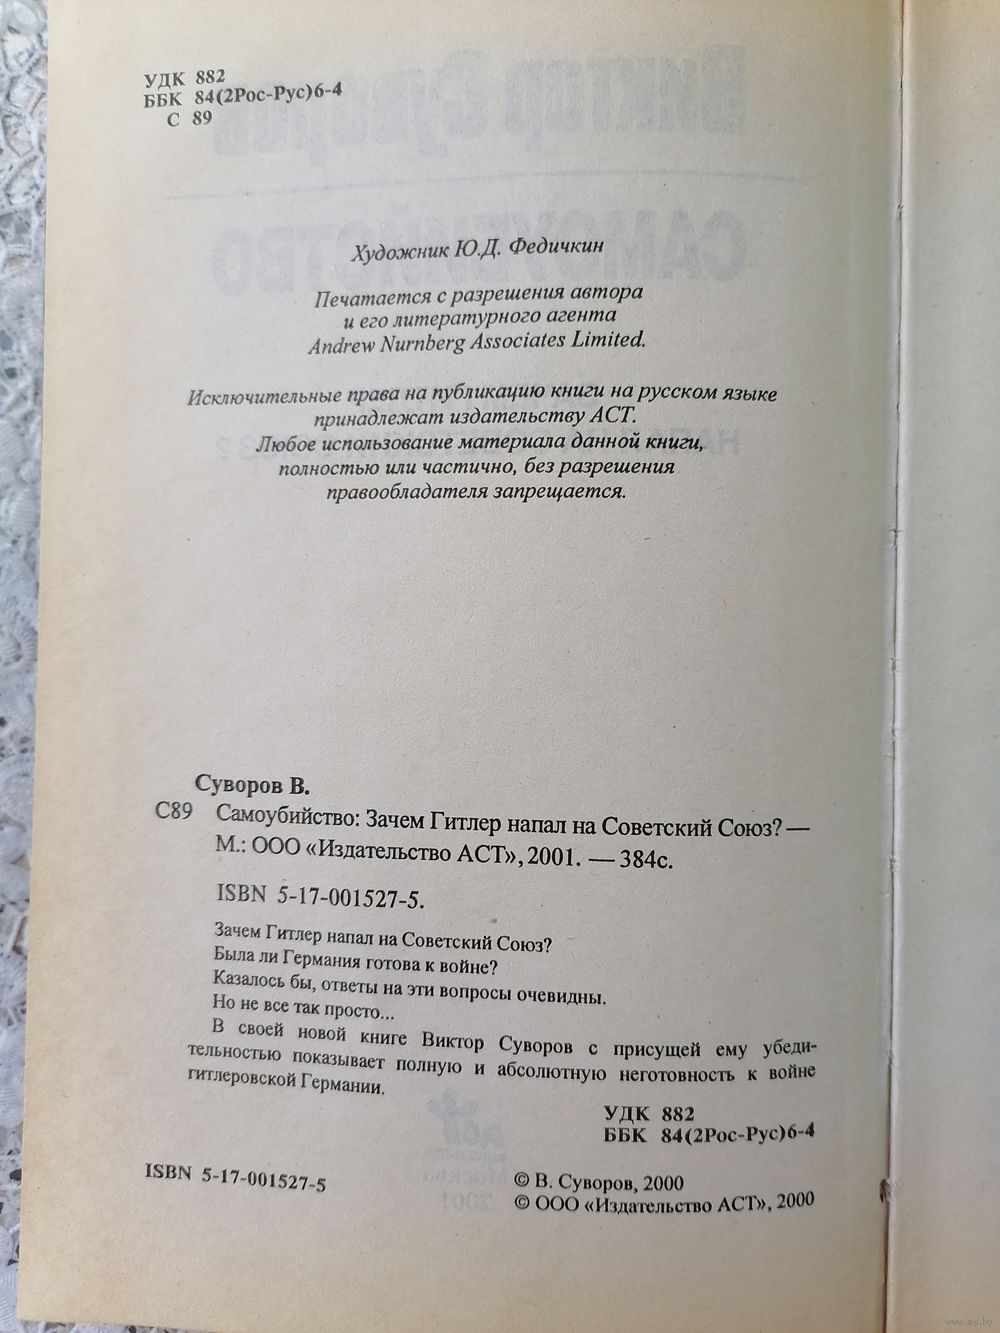 УДК 882
ББК 84(2Рос-Рус)6-4
С 89
Художник Ю.Д. Федичкин
Печатается с разрешения автора
и его литературного агента
Andrew Nurnberg Associates Limited.
Исключительные права на публикацию книги на русском языке
принадлежат издательству АСТ.
Любое использование материала данной книги,
полностью или частично, без разрешения
правообладателя запрещается.
Суворов В.
С89 Самоубийство: Зачем Гитлер напал на Советский Союз? —
М.: ООО «Издательство АСТ», 2001. — 384с.
ISBN 5-17-001527-5.
Зачем Гитлер напал на Советский Союз?
Была ли Германия готова к войне?
Казалось бы, ответы на эти вопросы очевидны.
Но не все так просто...
В своей новой книге Виктор Суворов с присущей ему убеди-
тельностью показывает полную и абсолютную неготовность к войне
гитлеровской Германии.
УДК 882
ББК 84(2Рос-Рус)6-4
ISBN 5-17-001527-5
© В. Суворов, 2000
© ООО «Издательство АСТ», 2000
www.ay.by